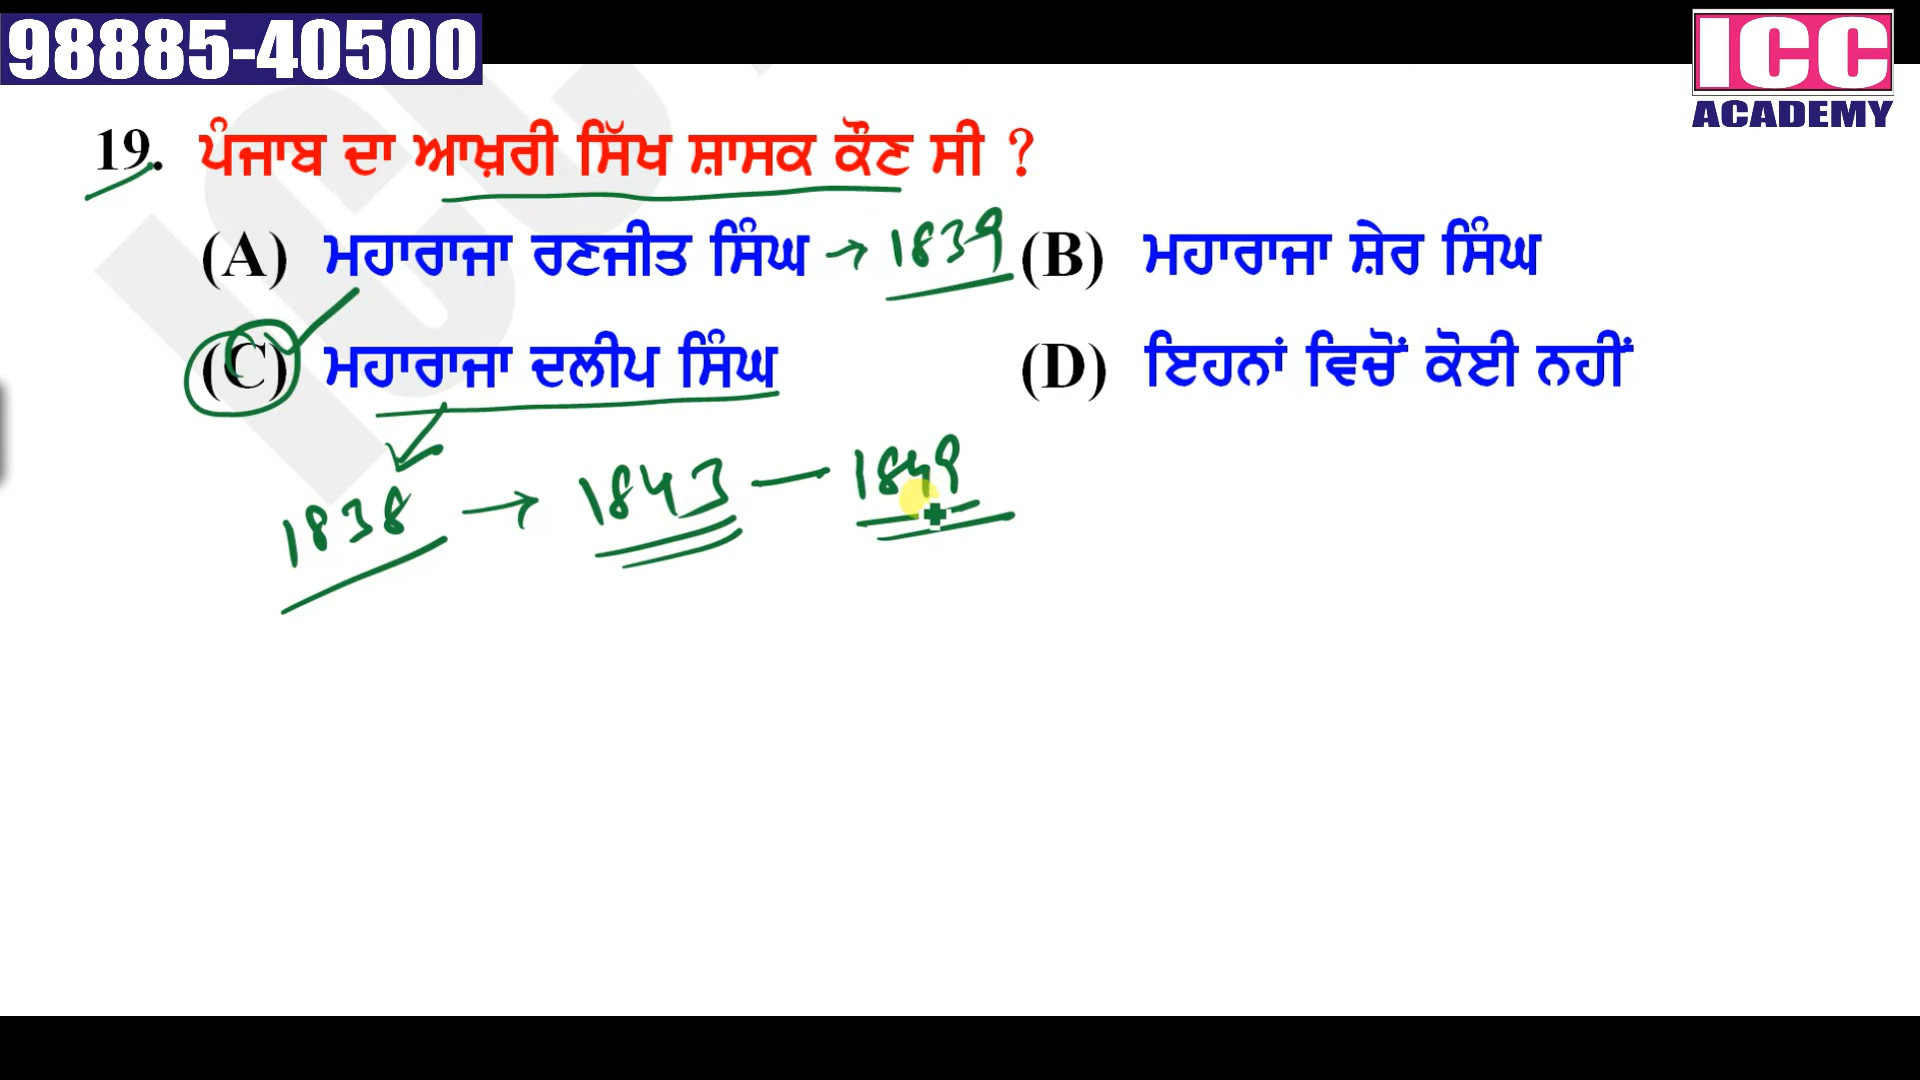 98885-40500
ICC
ACADEMY
19. ਪੰਜਾਬ ਦਾ ਆਖ਼ਰੀ ਸਿੱਖ ਸ਼ਾਸਕ ਕੌਣ ਸੀ ?
(A) ਮਹਾਰਾਜਾ ਰਣਜੀਤ ਸਿੰਘ → 1839 (B) ਮਹਾਰਾਜਾ ਸ਼ੇਰ ਸਿੰਘ
(C) ਮਹਾਰਾਜਾ ਦਲੀਪ ਸਿੰਘ (D) ਇਹਨਾਂ ਵਿਚੋਂ ਕੋਈ ਨਹੀਂ
1838 → 1843 — 1849